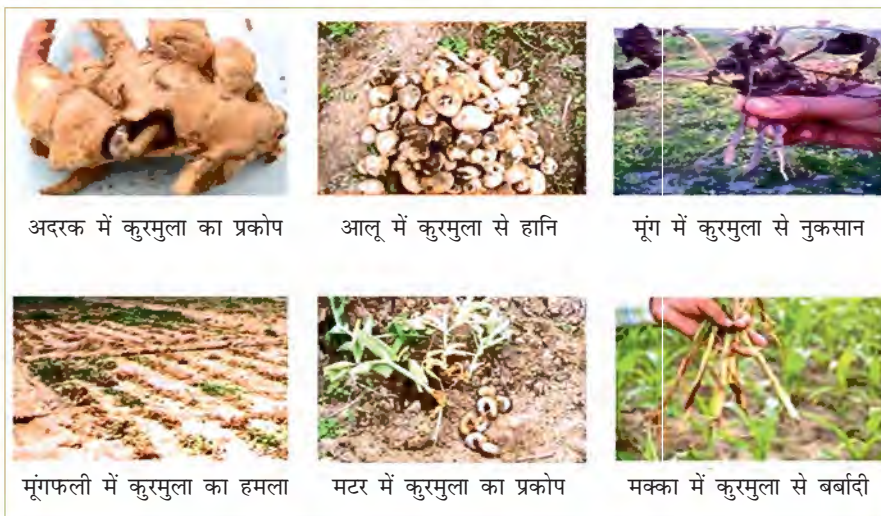 अदरक में कुरमुला का प्रकोप
आलू में कुरमुला से हानि
मूंग में कुरमुला से नुकसान
मूंगफली में कुरमुला का हमला
मटर में कुरमुला का प्रकोप
मक्का में कुरमुला से बर्बादी